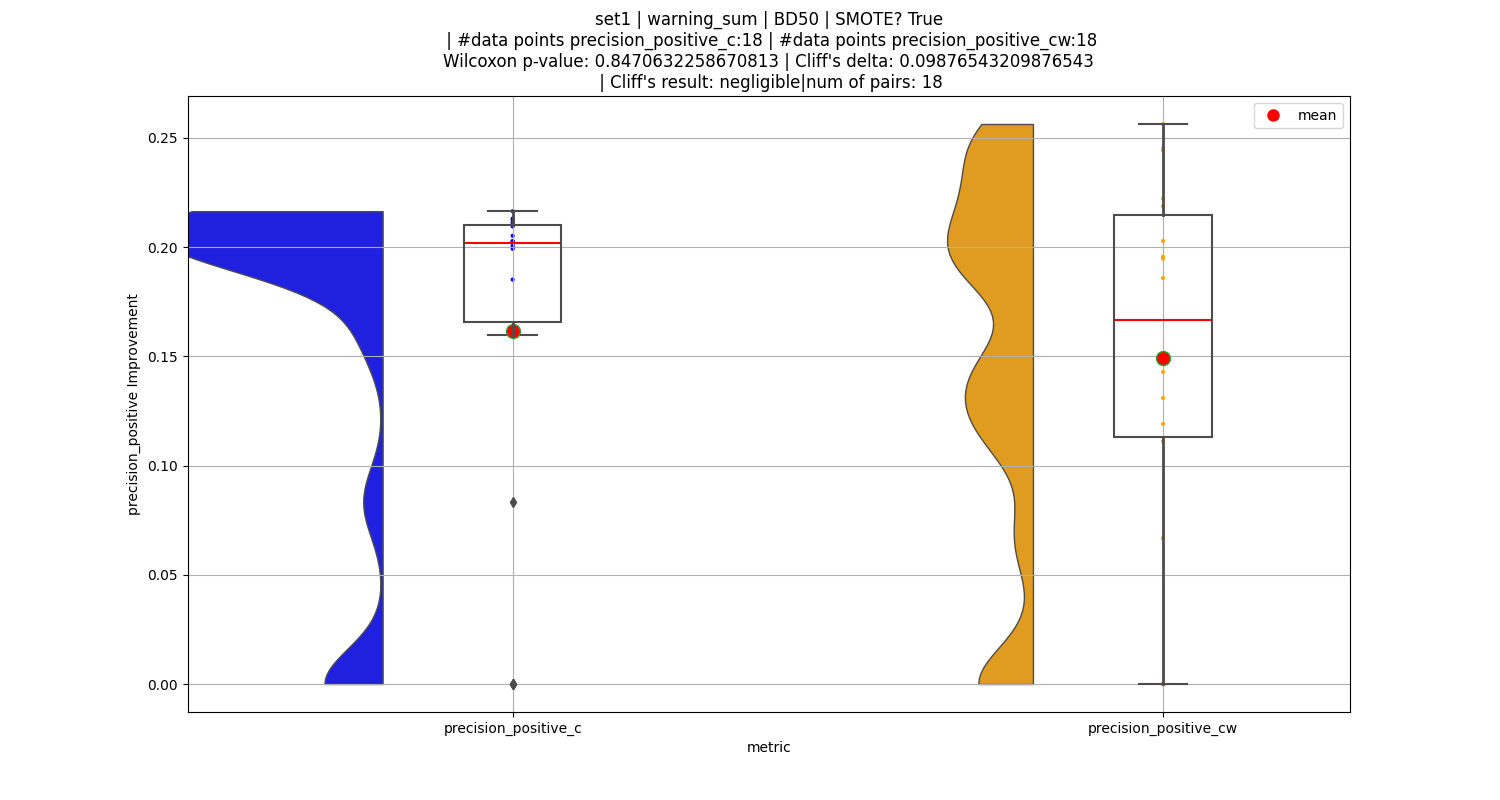 set1 | warning_sum | BD50 | SMOTE? True
| #data points precision_positive_c:18 | #data points precision_positive_cw:18
Wilcoxon p-value: 0.8470632258670813 | Cliff's delta: 0.09876543209876543
| Cliff's result: negligible|num of pairs: 18
mean
0.25
0.20
0.15
0.10
0.05
0.00
precision_positive Improvement
precision_positive_c
precision_positive_cw
metric